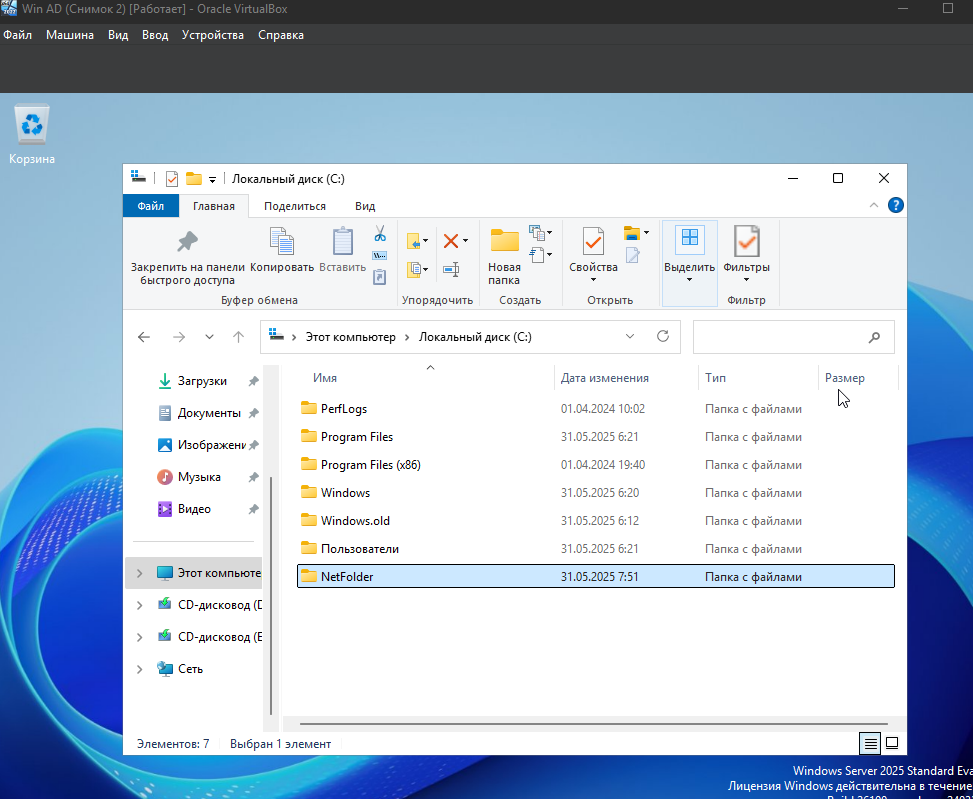 Win AD (Снимок 2) [Работает] - Oracle VirtualBox
Файл Машина Вид Ввод Устройства Справка
Корзина
Локальный диск (C:)
Файл Главная Поделиться Вид
Закрепить на панели быстрого доступа
Копировать
Вставить
Новая папка
Свойства
Выделить
Фильтры
Буфер обмена Упорядочить Создать Открыть Фильтр
Этот компьютер › Локальный диск (C:)
Загрузки
Документы
Изображени
Музыка
Видео
Этот компьюте
CD-дисковод (D
CD-дисковод (E
Сеть
Имя Дата изменения Тип Размер
PerfLogs 01.04.2024 10:02 Папка с файлами
Program Files 31.05.2025 6:21 Папка с файлами
Program Files (x86) 01.04.2024 19:40 Папка с файлами
Windows 31.05.2025 6:20 Папка с файлами
Windows.old 31.05.2025 6:12 Папка с файлами
Пользователи 31.05.2025 6:21 Папка с файлами
NetFolder 31.05.2025 7:51 Папка с файлами
Элементов: 7 Выбран 1 элемент
Windows Server 2025 Standard Eva
Лицензия Windows действительна в течение